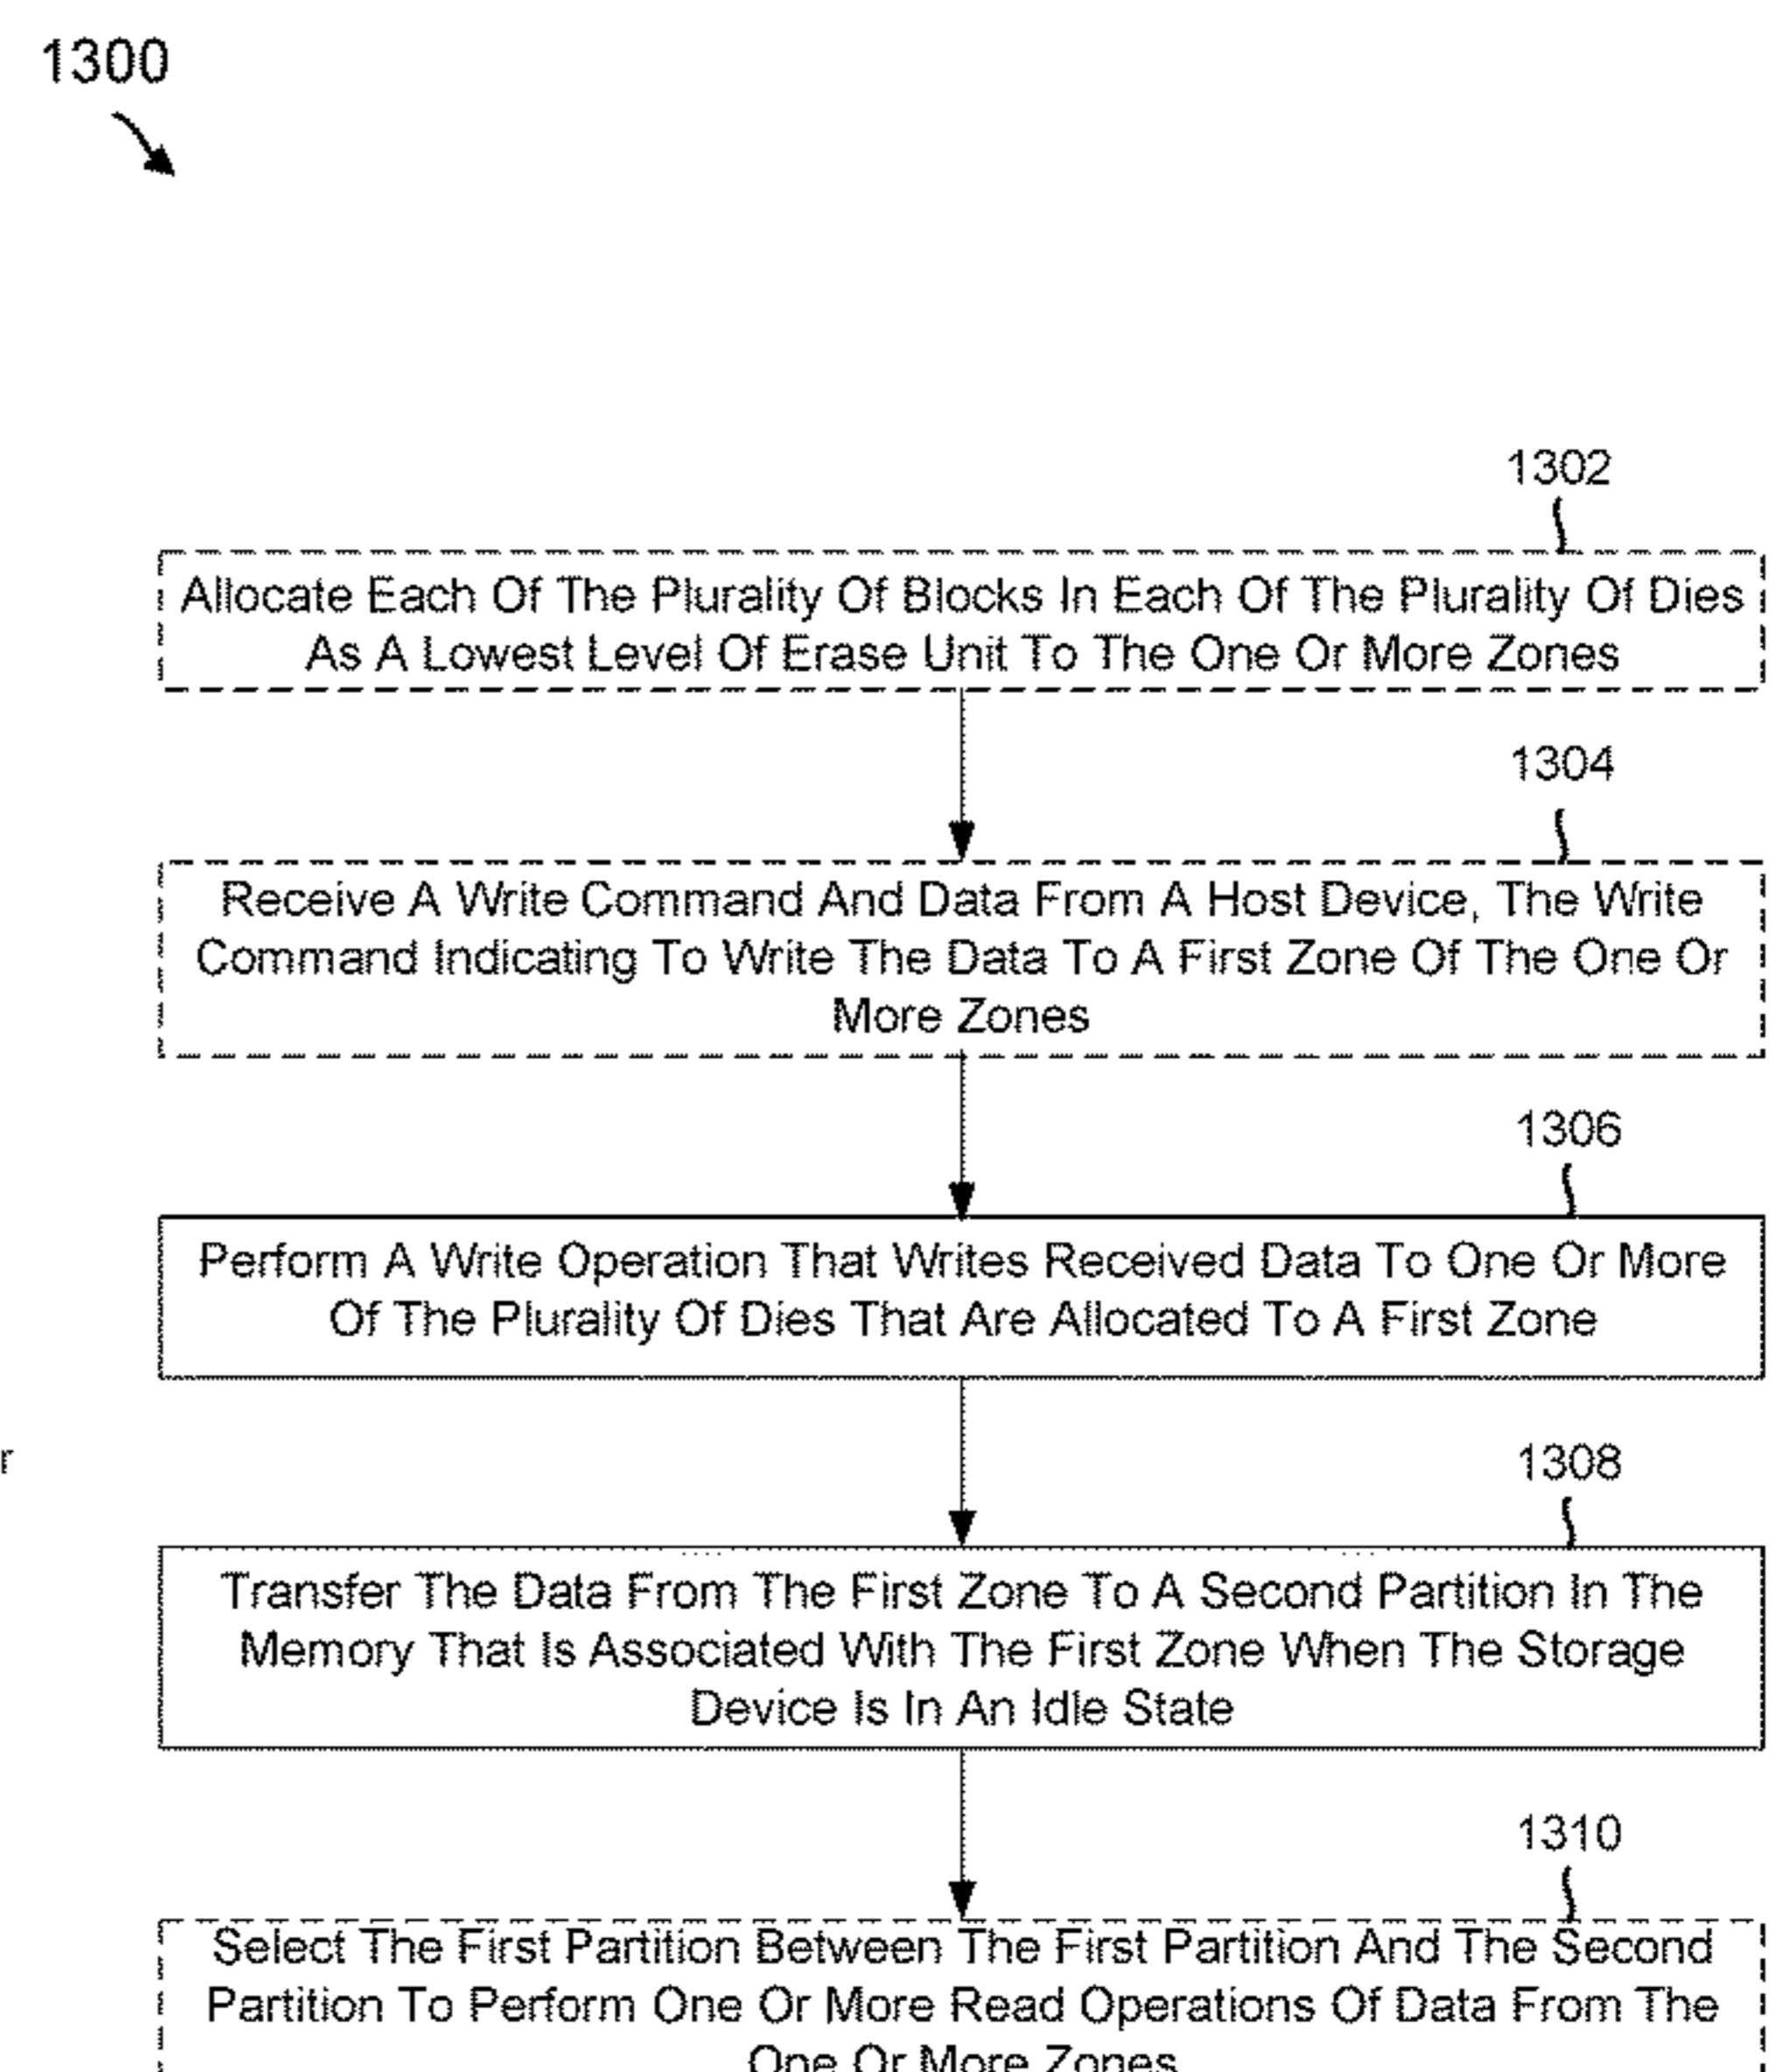 1300
1302
Allocate Each Of The Plurality Of Blocks In Each Of The Plurality Of Dies
As A Lowest Level Of Erase Unit To The One Or More Zones
1304
Receive A Write Command And Data From A Host Device, The Write
Command Indicating To Write The Data To A First Zone Of The One Or
More Zones
1306
Perform A Write Operation That Writes Received Data To One Or More
Of The Plurality Of Dies That Are Allocated To A First Zone
r
1308
Transfer The Data From The First Zone To A Second Partition In The
Memory That Is Associated With The First Zone When The Storage
Device Is In An Idle State
1310
Select The First Partition Between The First Partition And The Second
Partition To Perform One Or More Read Operations Of Data From The
One Or More Zones